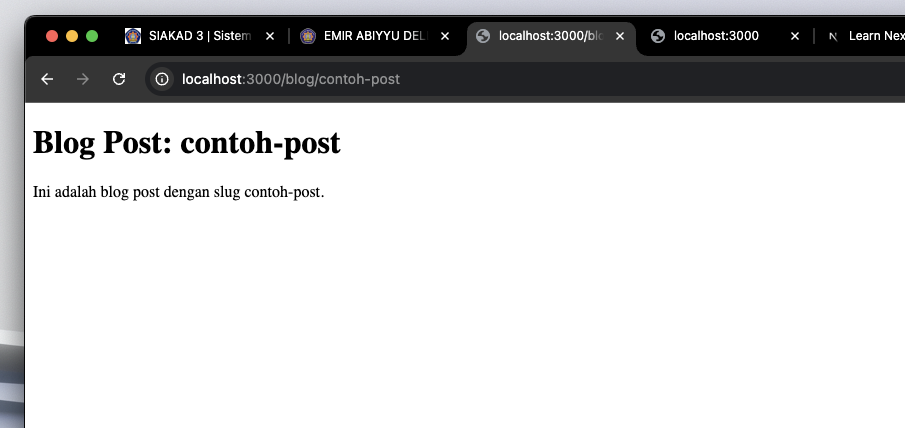 SIAKAD 3 | Sistem
EMIR ABIYYU DEL
localhost:3000/blo
localhost:3000
Learn Nex
localhost:3000/blog/contoh-post
Blog Post: contoh-post
Ini adalah blog post dengan slug contoh-post.